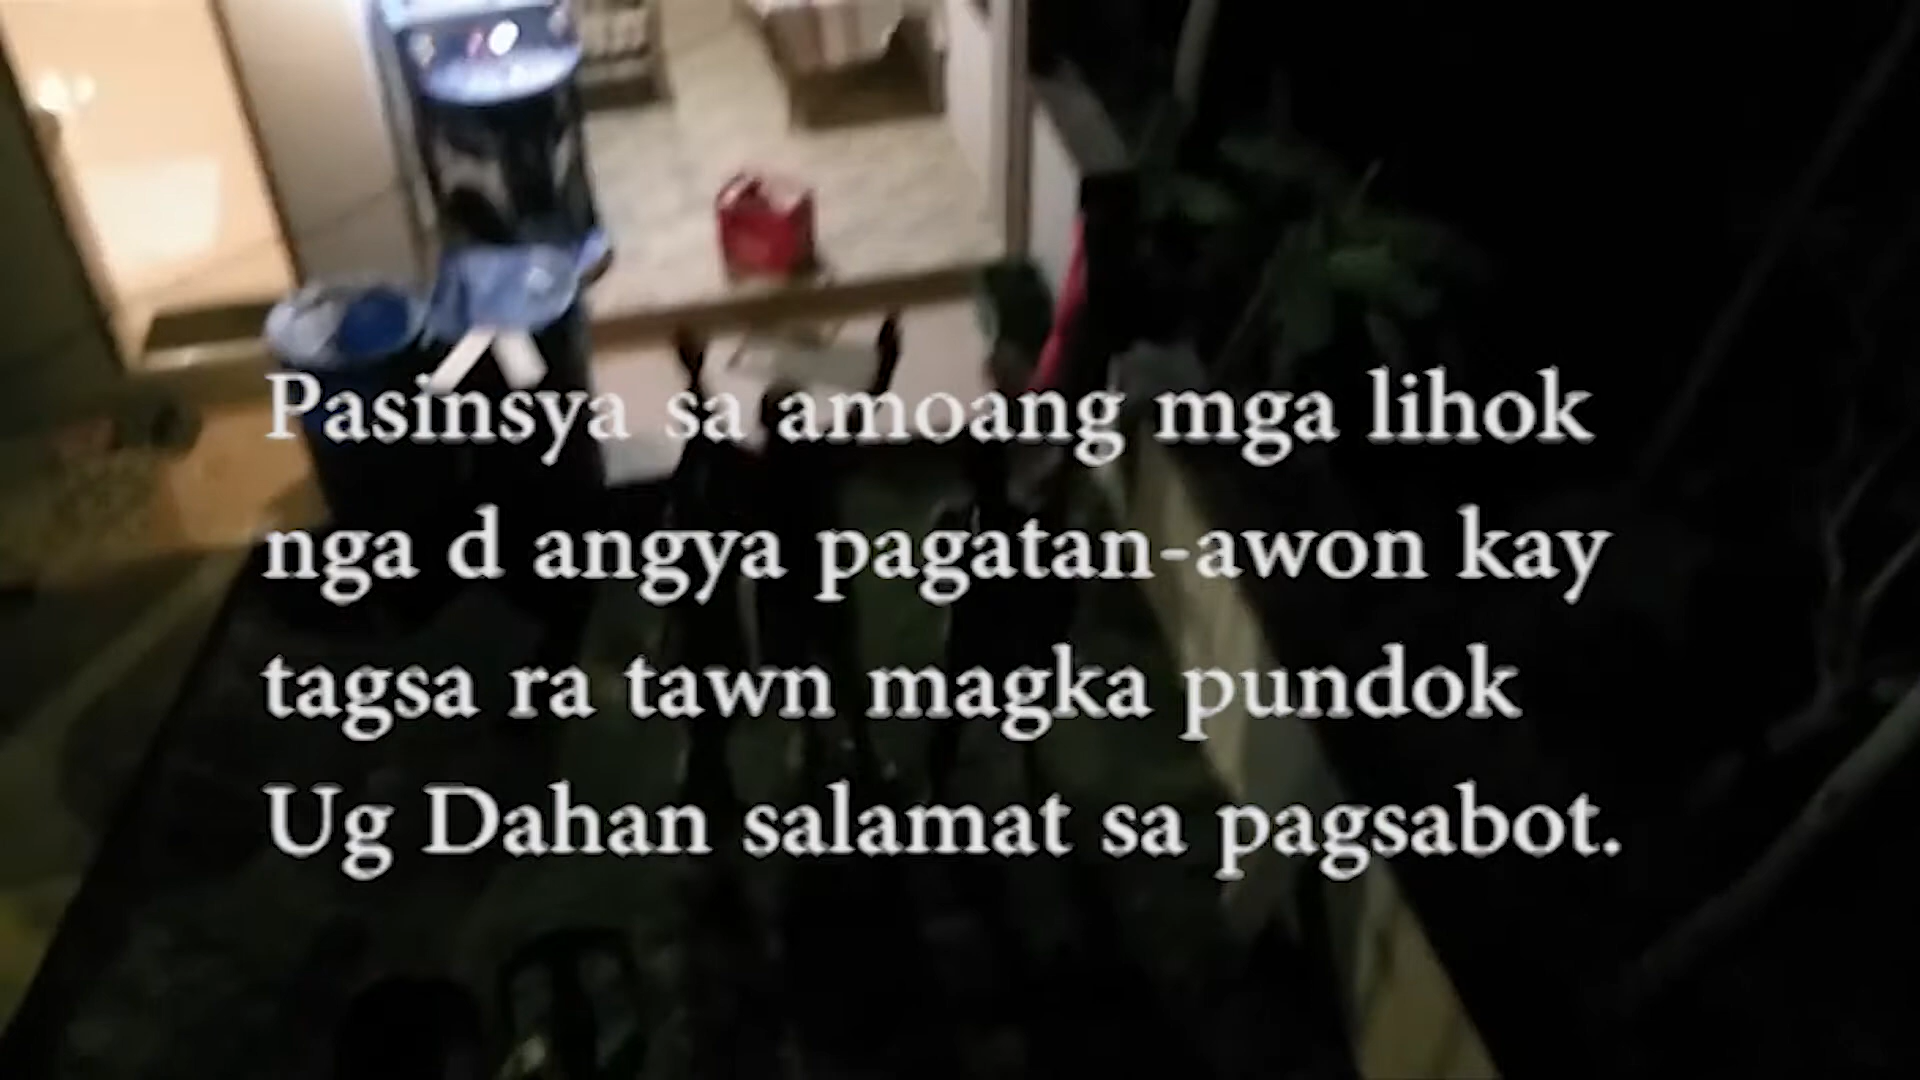 Pasinsya sa amoang mga lihok
nga d angya pagatan-awon kay
tagsa ra tawn magka pundok
Ug Dahan salamat sa pagsabot.